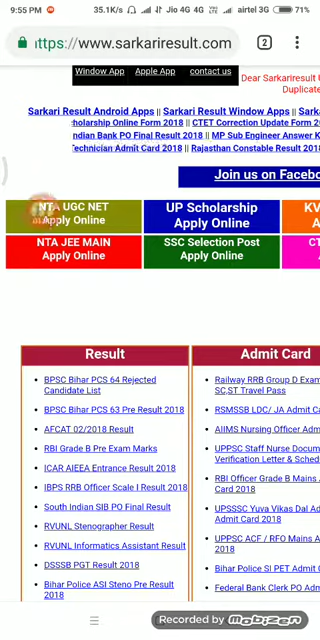 9:55 PM 35.1K/s Jio 4G 4G airtel 3G 71%
https://www.sarkariresult.com 2
Window App Apple App contact us
Dear Sarkariresult U
Duplicate
Sarkari Result Android Apps || Sarkari Result Window Apps ||
cholarship Online Form 2018 || CTET Correction Update Form 2
Indian Bank PO Final Result 2018 || MP Sub Engineer Answer K
Technician Admit Card 2018 || Rajasthan Constable Result 2018
Join us on Facebo
NTA UGC NET
Apply Online
UP Scholarship
Apply Online
KV
A
NTA JEE MAIN
Apply Online
SSC Selection Post
Apply Online
CT
A
Result
BPSC Bihar PCS 64 Rejected
Candidate List
BPSC Bihar PCS 63 Pre Result 2018
AFCAT 02/2018 Result
RBI Grade B Pre Exam Marks
ICAR AIEEA Entrance Result 2018
IBPS RRB Officer Scale I Result 2018
South Indian SIB PO Final Result
RVUNL Stenographer Result
RVUNL Informatics Assistant Result
DSSSB PGT Result 2018
Bihar Police ASI Steno Pre Result
2018
Admit Card
Railway RRB Group D Exam
SC,ST Travel Pass
RSMSSB LDC/ JA Admit Ca
AIIMS Nursing Officer Adm
UPPSC Staff Nurse Docum
Verification Letter & Schedu
RBI Officer Grade B Mains A
Card 2018
UPSSSC Yuva Vikas Dal Ad
Admit Card 2018
UPPSC ACF / RFO Mains A
2018
Bihar Police SI PET Admit C
Federal Bank Clerk PO Adm
Recorded by Mobizen